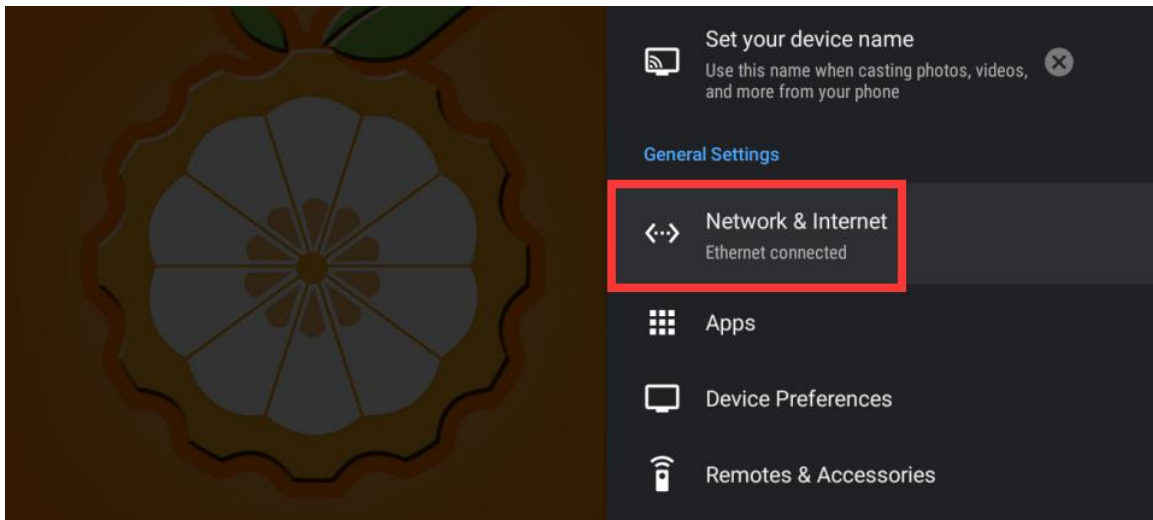 Set your device name
Use this name when casting photos, videos,
and more from your phone
General Settings
Network & Internet
Ethernet connected
Apps
Device Preferences
Remotes & Accessories